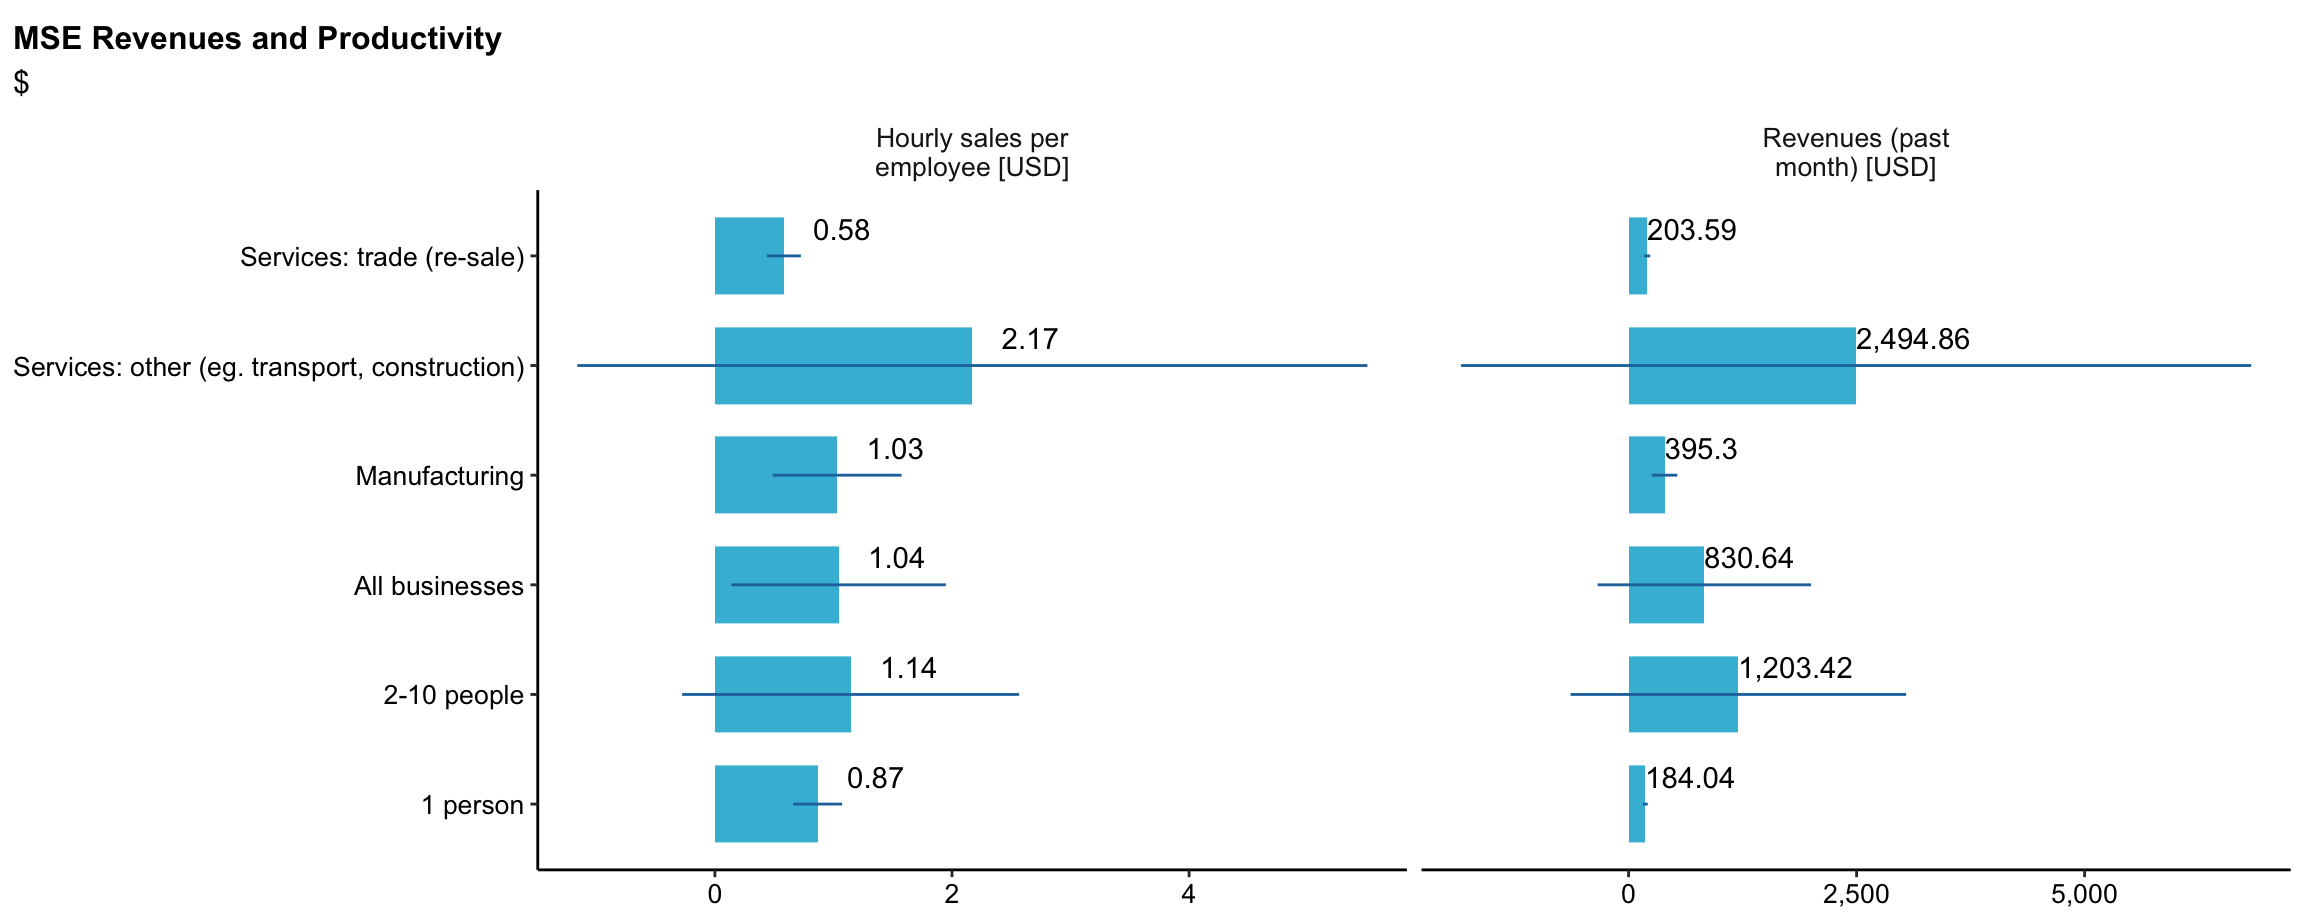 MSE Revenues and Productivity
$
Hourly sales per
employee [USD]
Revenues (past
month) [USD]
Services: trade (re-sale)
0.58
203.59
Services: other (eg. transport, construction)
2.17
2,494.86
Manufacturing
1.03
395.3
All businesses
1.04
830.64
2-10 people
1.14
1,203.42
1 person
0.87
184.04
0
2
4
0
2,500
5,000